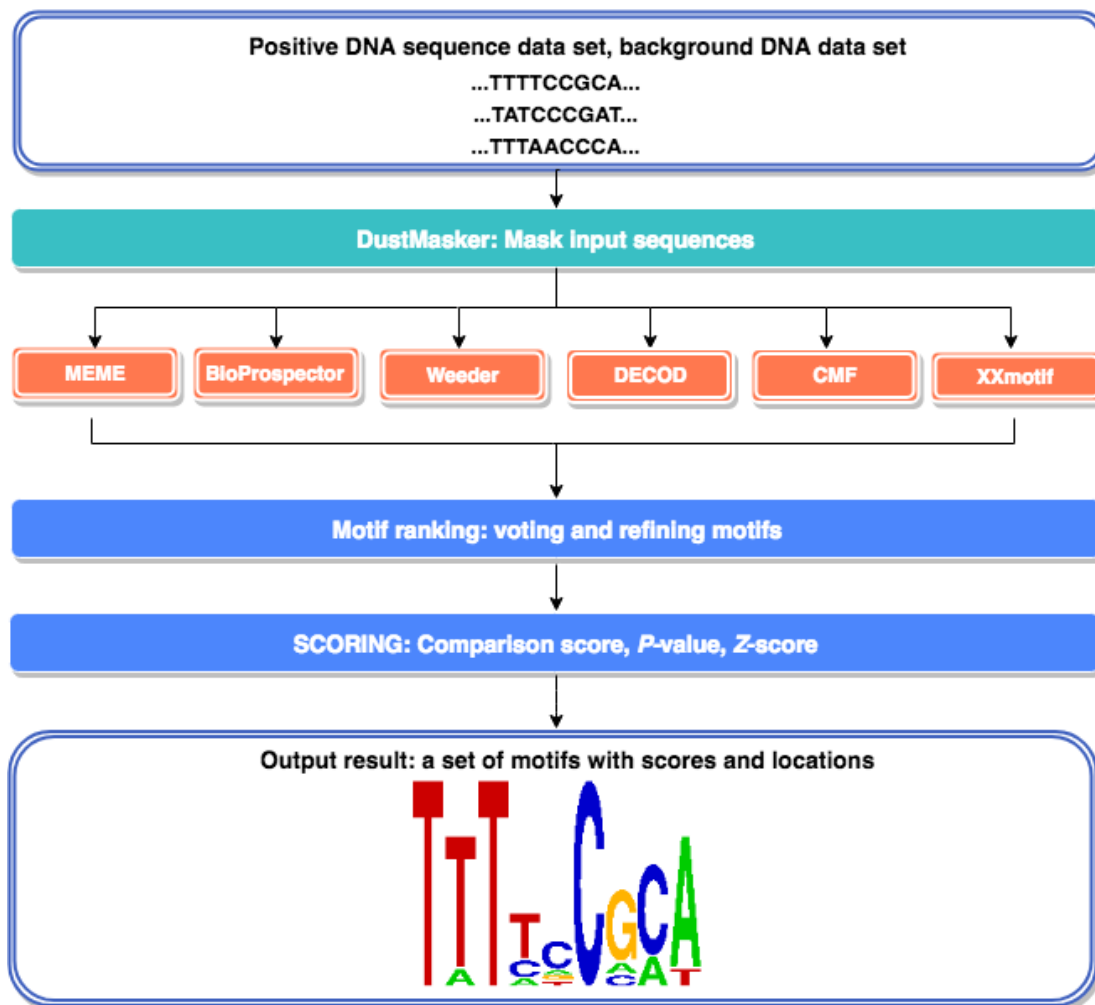 Positive DNA sequence data set, background DNA data set
...TTTTCCGCA...
...TATCCCGAT...
...TTTAACCCA...
DustMasker: Mask input sequences
MEME
BioProspector
Weeder
DECOD
CMF
XXmotif
Motif ranking: voting and refining motifs
SCORING: Comparison score, P-value, Z-score
Output result: a set of motifs with scores and locations
TTTTCCGCA